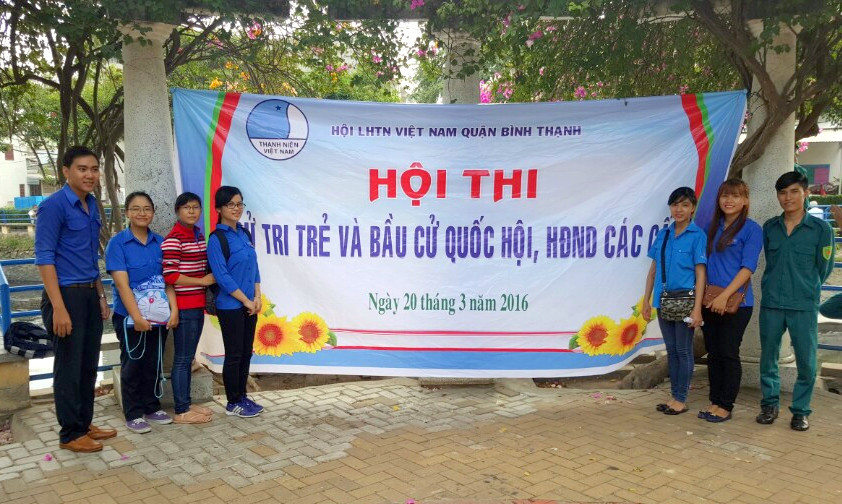 THANH NIÊN
VIỆT NAM
HỘI LHTN VIỆT NAM QUẬN BÌNH THẠNH
HỘI THI
TRI TRẺ VÀ BẦU CỬ QUỐC HỘI, HĐND CÁC
Ngày 20 tháng 3 năm 2016